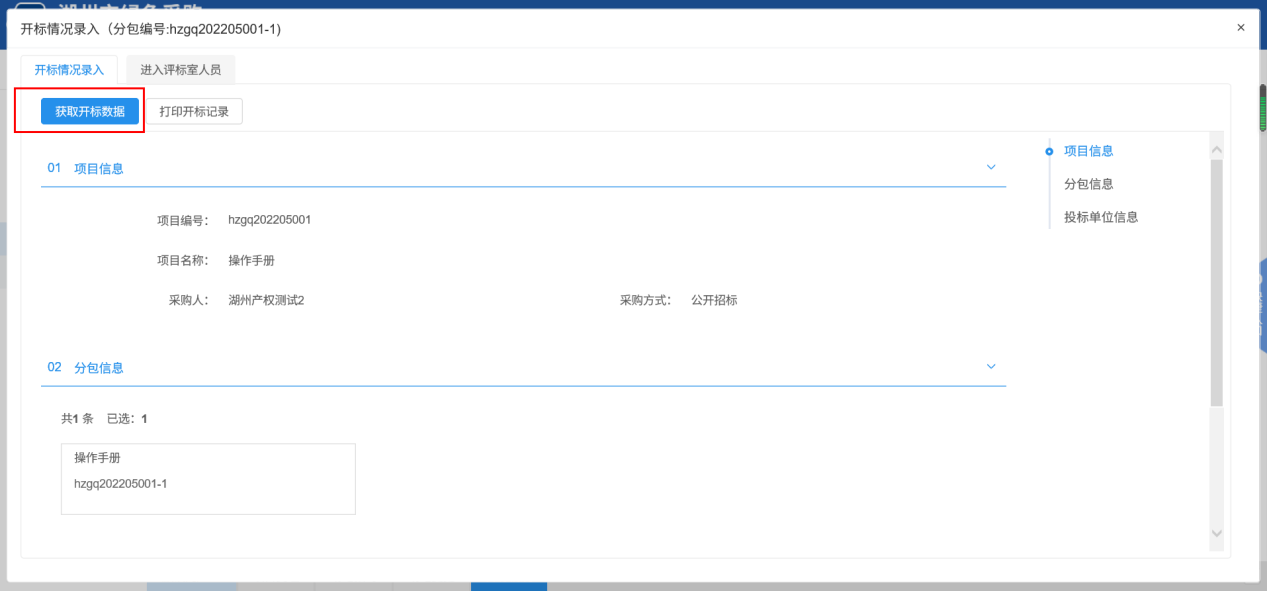 开标情况录入（分包编号:hzgq202205001-1)
×
开标情况录入 进入评标室人员
获取开标数据 打印开标记录
01 项目信息
项目编号： hzgq202205001
项目名称： 操作手册
采购人： 湖州产权测试2 采购方式： 公开招标
02 分包信息
共1 条 已选：1
操作手册
hzgq202205001-1
项目信息
分包信息
投标单位信息